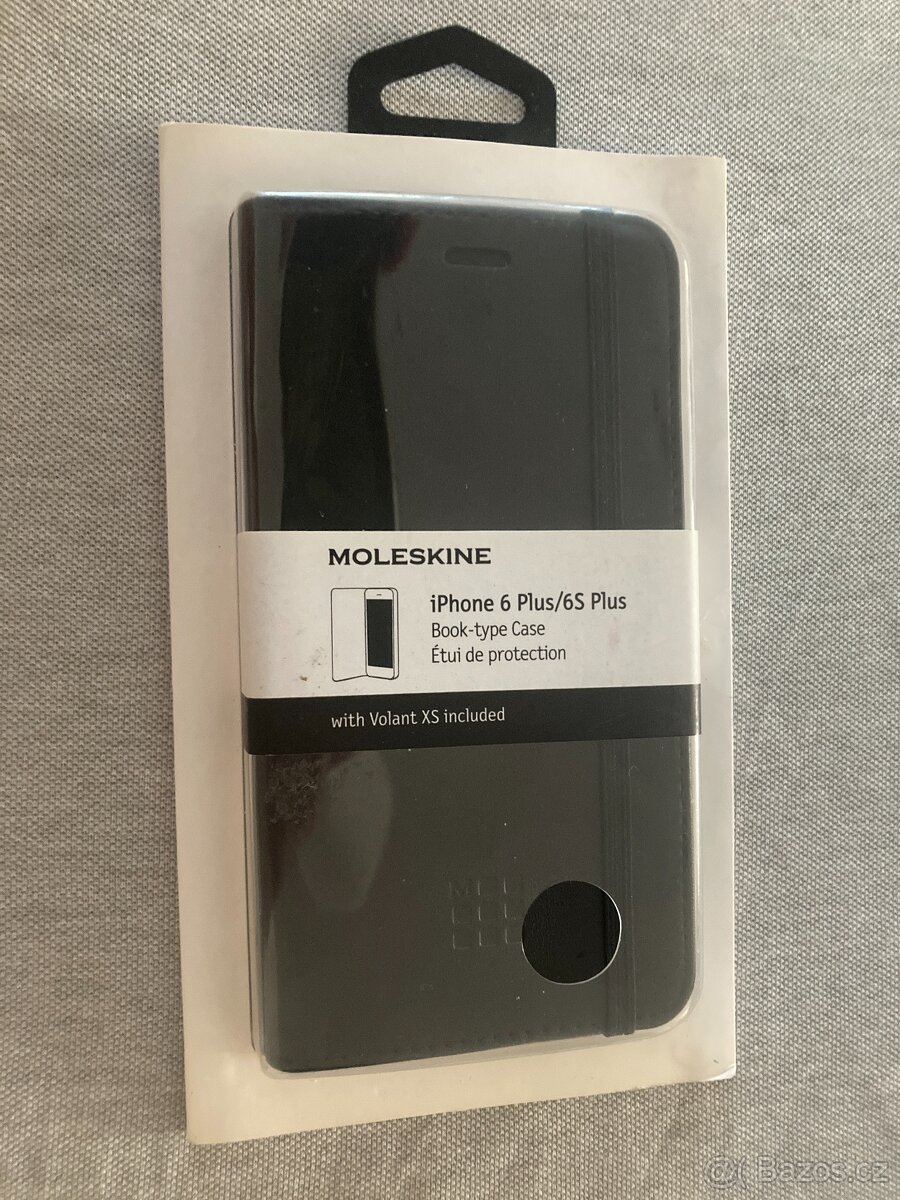 MOLESKINE
iPhone 6 Plus/6S Plus
Book-type Case
Étui de protection
with Volant XS included
Bazos.cz